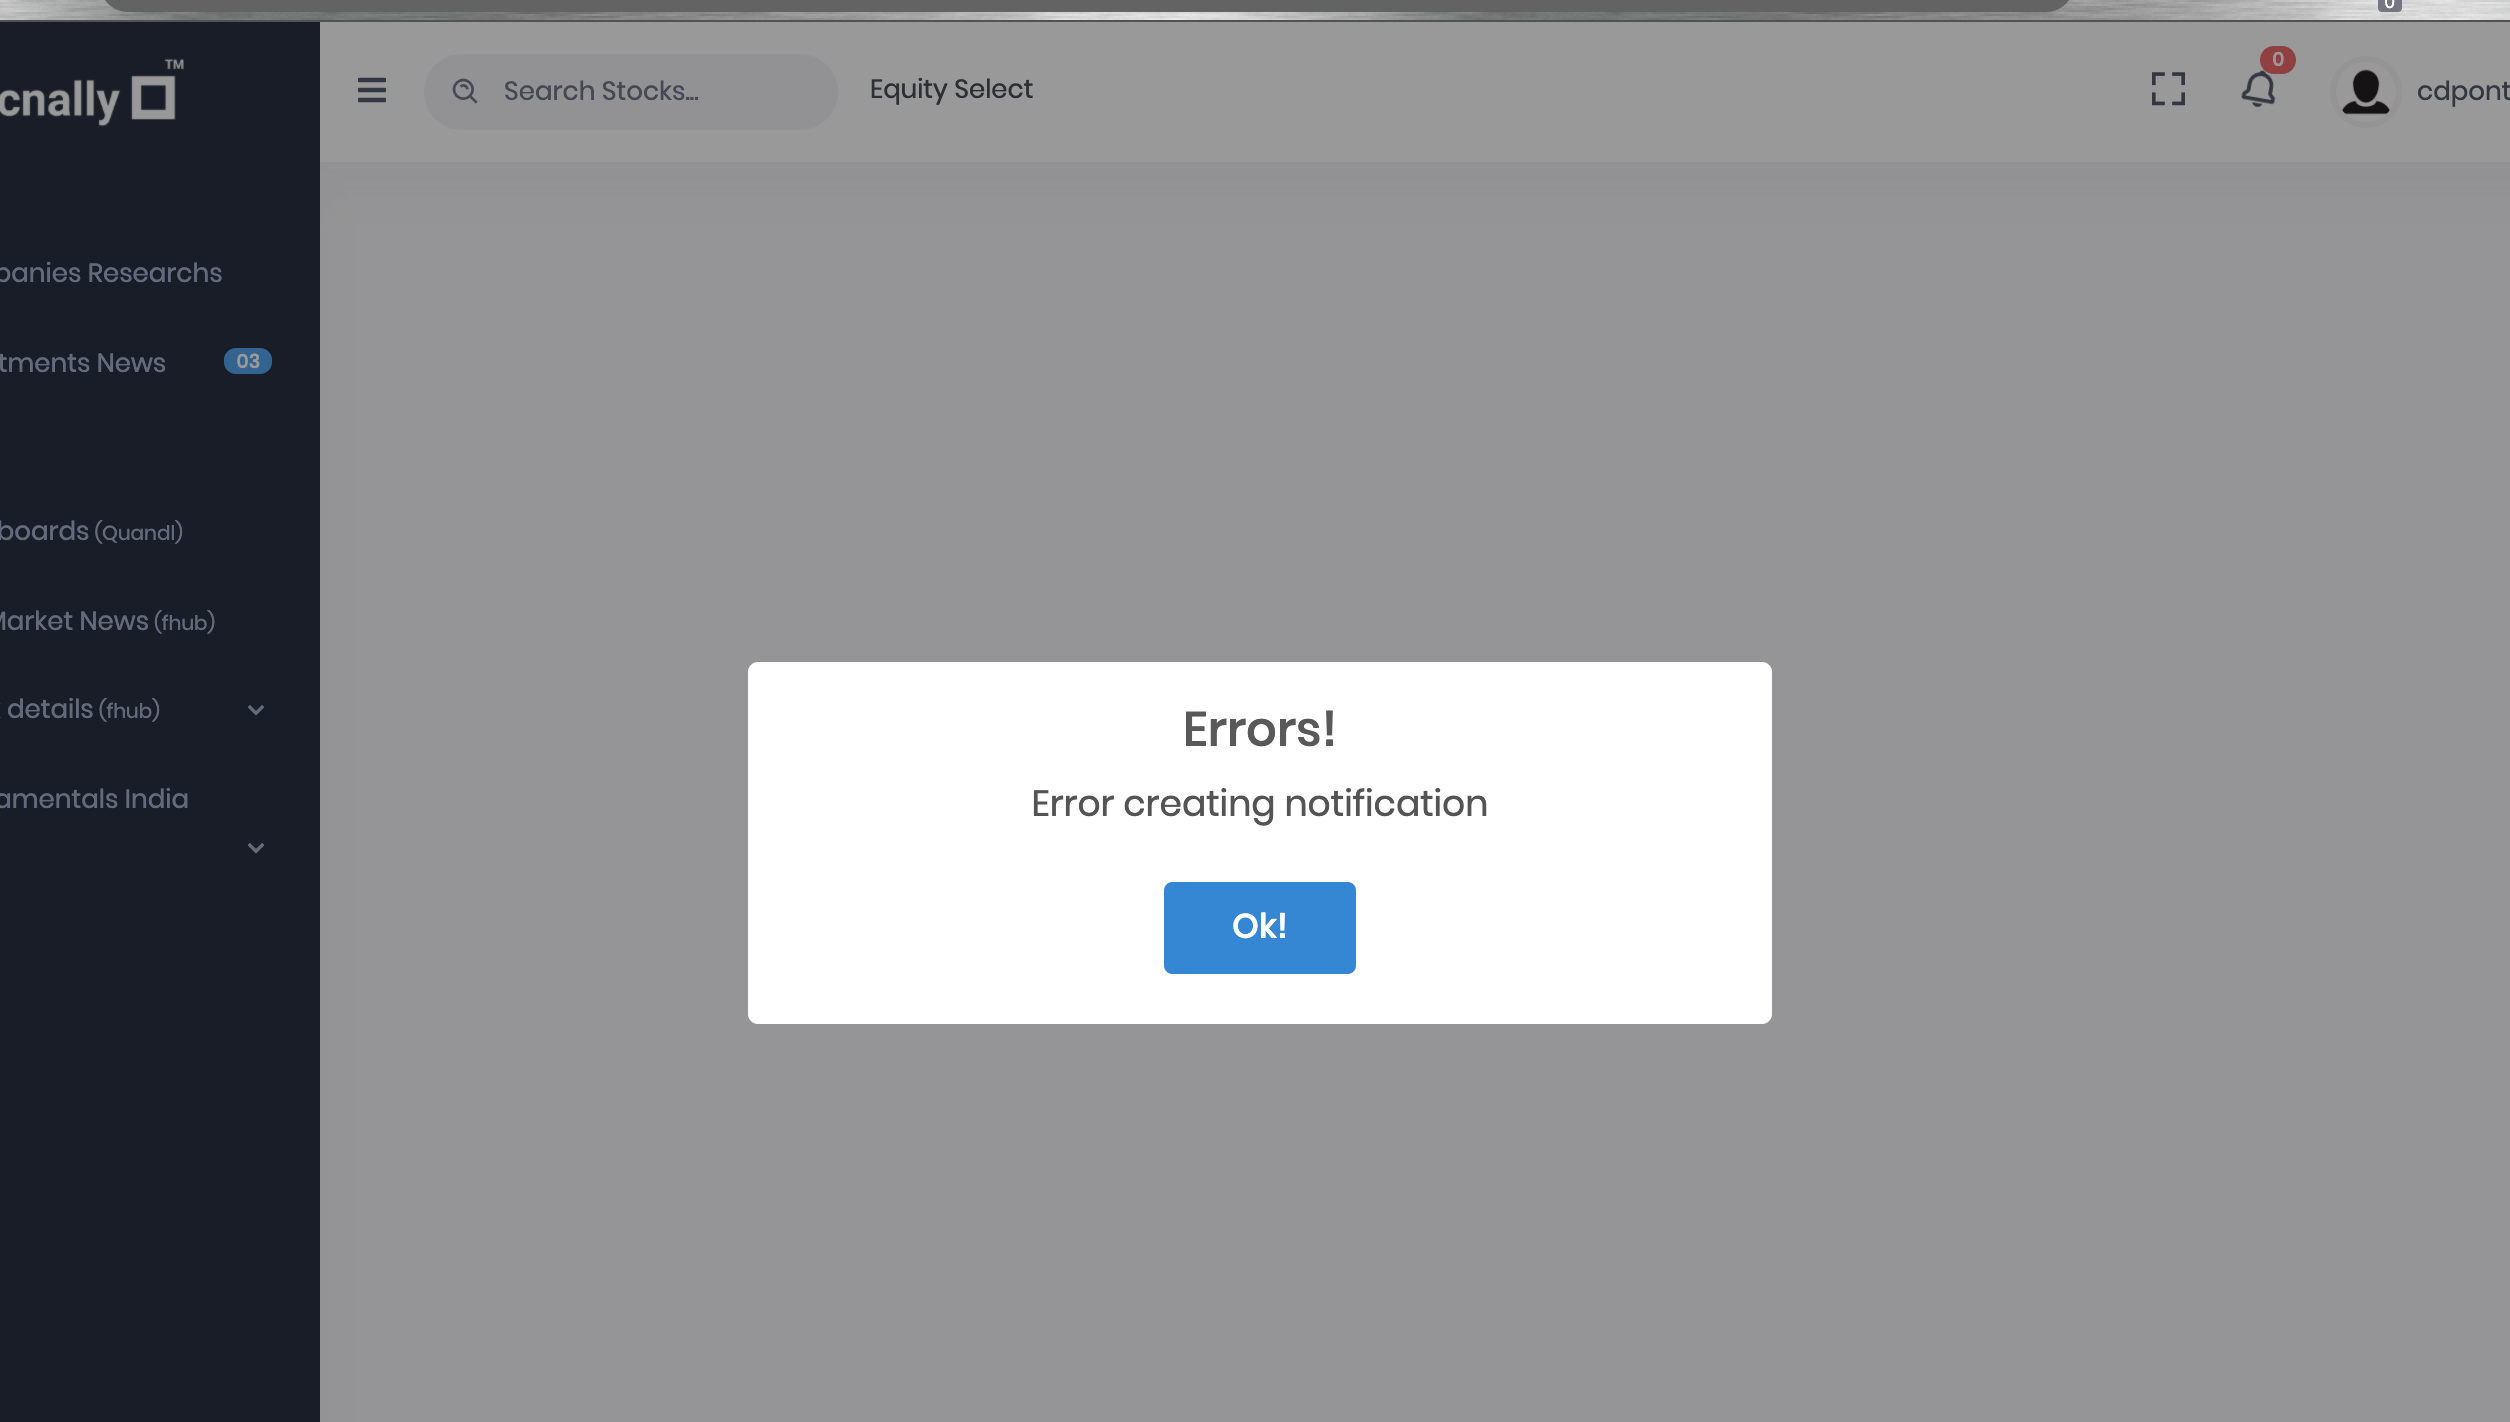 0
cnally TM
Search Stocks...
Equity Select
0
cdpont
panies Researchs
tments News
03
boards (Quandl)
Market News (fhub)
details (fhub)
amentals India
Errors!
Error creating notification
Ok!